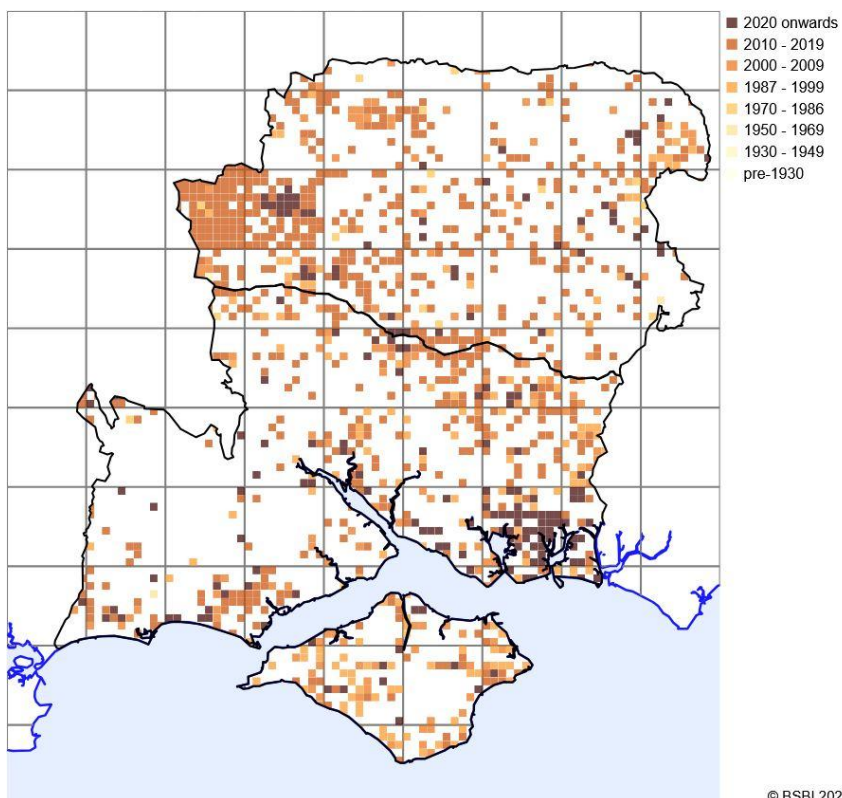 2020 onwards
2010 - 2019
2000 - 2009
1987 - 1999
1970 - 1986
1950 - 1969
1930 - 1949
pre-1930
© BSBI 202